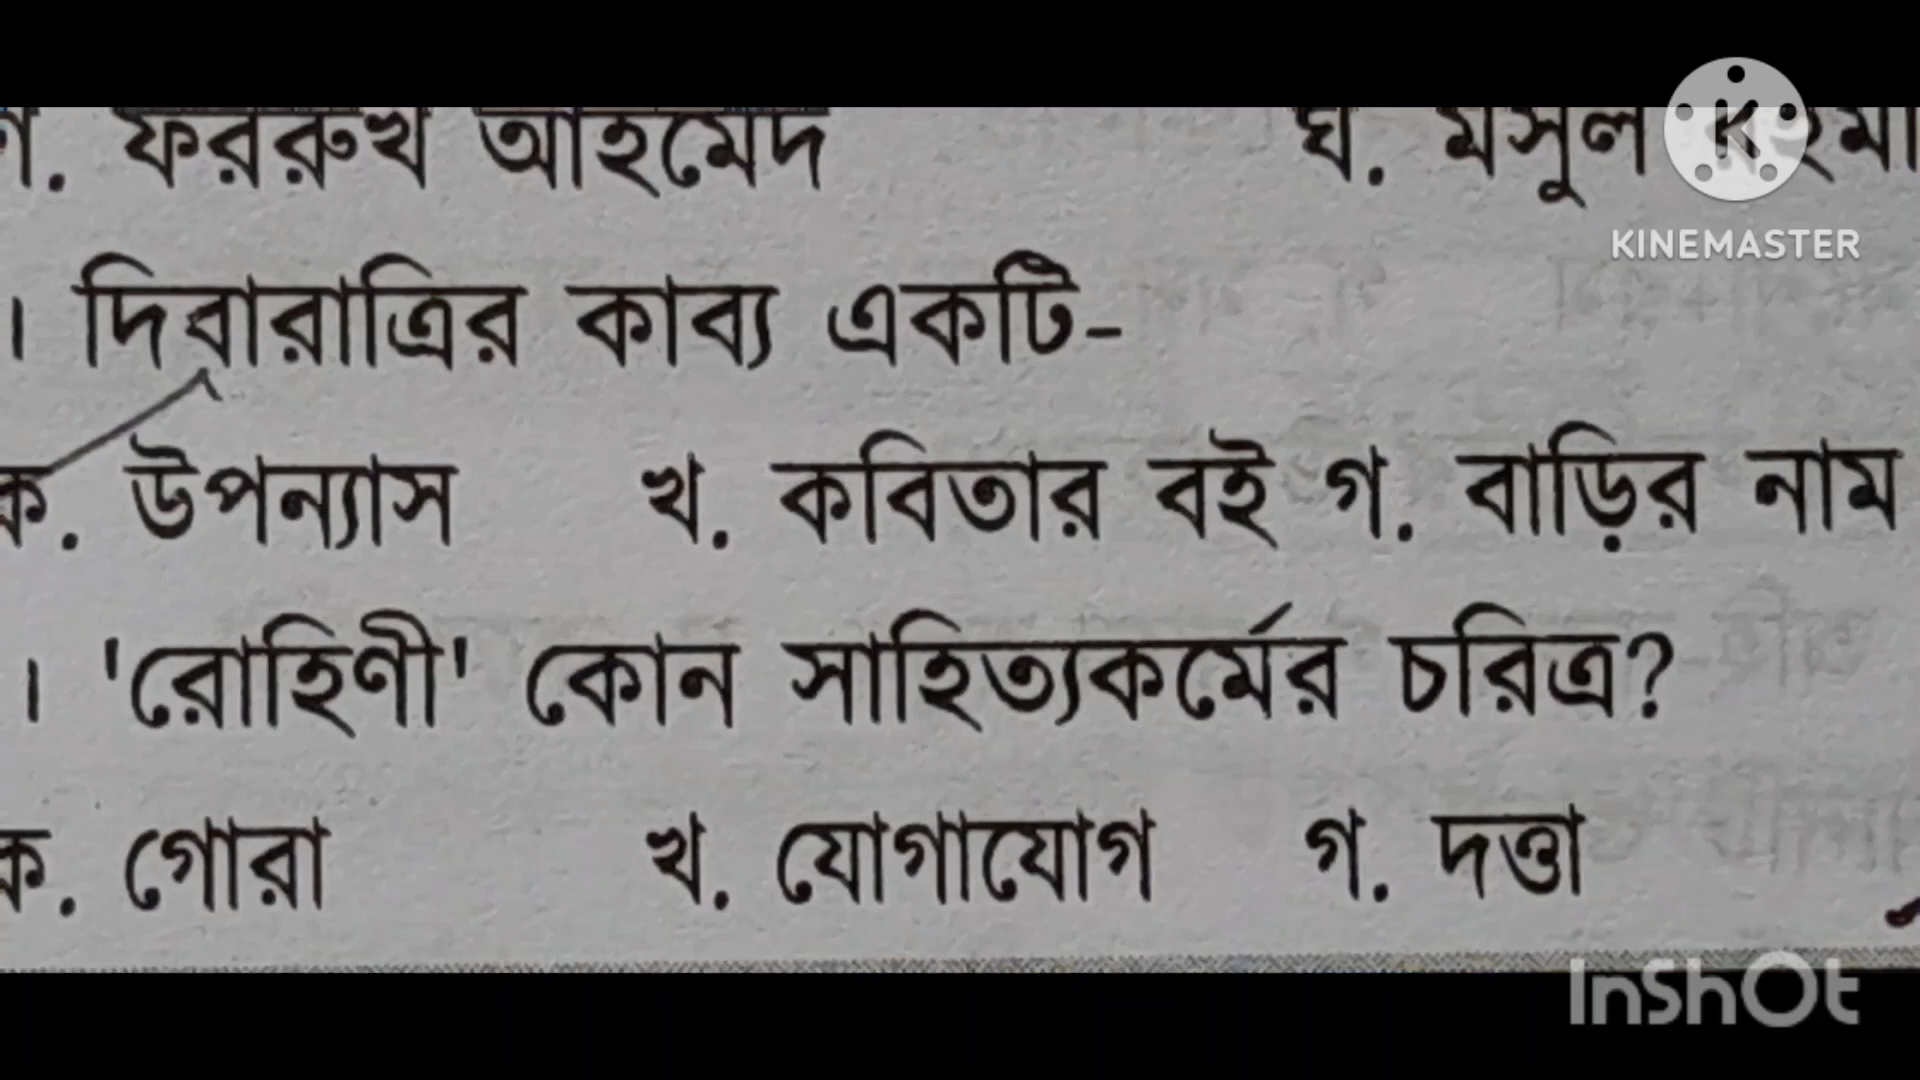 গ. ফররুখ আহমেদ ঘ. মসুল
KINEMASTER
। দিবারাত্রির কাব্য একটি-
ক. উপন্যাস খ. কবিতার বই গ. বাড়ির নাম
। 'রোহিণী' কোন সাহিত্যকর্মের চরিত্র?
ক. গোরা খ. যোগাযোগ গ. দত্তা
InShOt